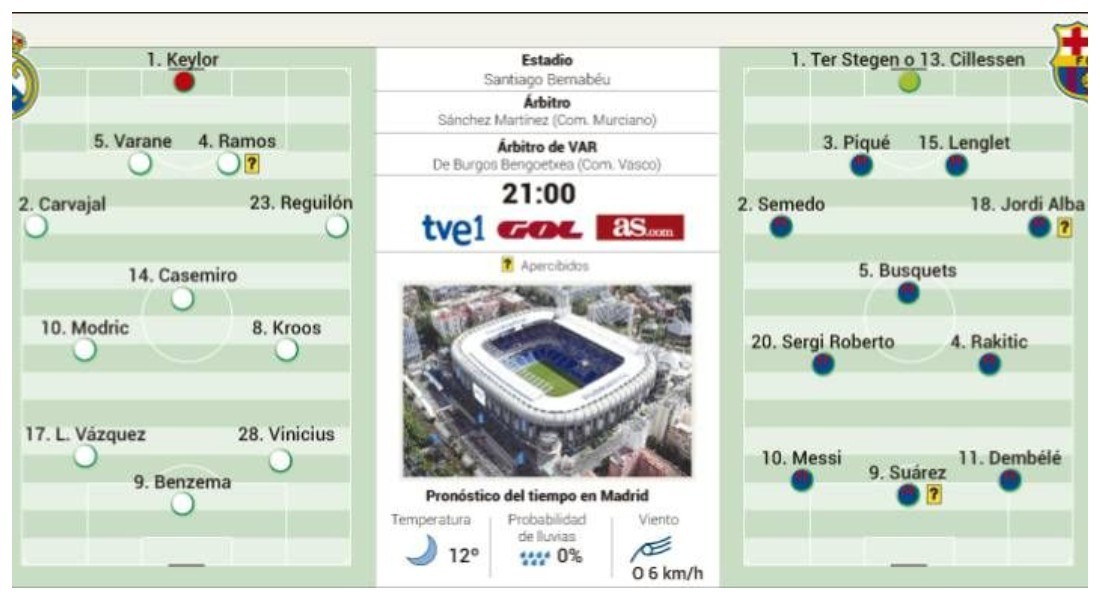 1. Keylor
5. Varane
4. Ramos
?
2. Carvajal
23. Reguilón
14. Casemiro
10. Modric
8. Kroos
17. L. Vázquez
28. Vinicius
9. Benzema
Estadio
Santiago Bernabéu
Árbitro
Sánchez Martínez (Com. Murciano)
Árbitro de VAR
De Burgos Bengoetxea (Com. Vasco)
21:00
tve1 GOL as.com
? Apercibidos
Pronóstico del tiempo en Madrid
Temperatura
12º
Probabilidad
de lluvias
0%
Viento
O 6 km/h
1. Ter Stegen o 13. Cillessen
3. Piqué
15. Lenglet
2. Semedo
18. Jordi Alba
?
5. Busquets
20. Sergi Roberto
4. Rakitic
10. Messi
9. Suárez
?
11. Dembélé